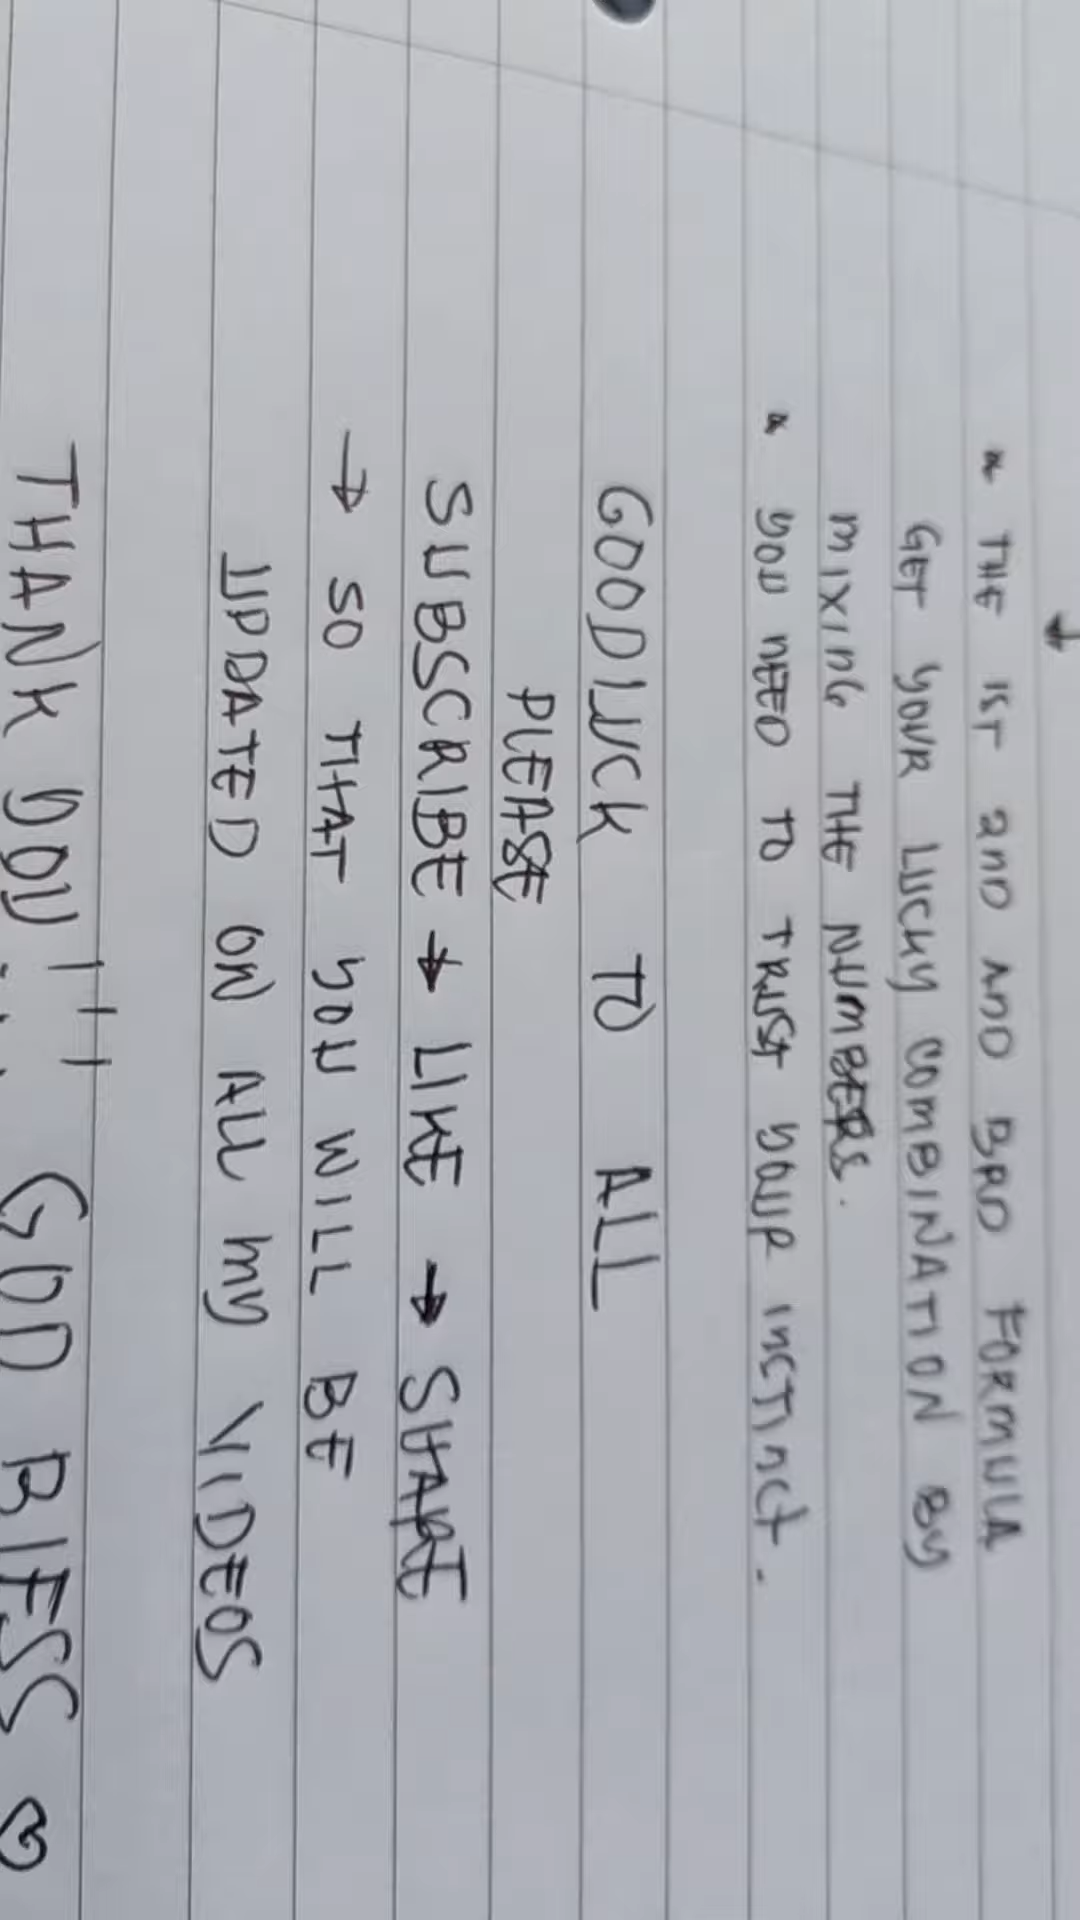 * THE 1ST 2ND AND 3RD FORMULA
GET YOUR LUCKY COMBINATION BY
MIXING THE NUMBERS.
* YOU NEED TO TRUST YOUR INSTINCT.
GOODLUCK TO ALL
PLEASE
SUBSCRIBE → LIKE → SHARE
→ SO THAT YOU WILL BE
UPDATED ON ALL MY VIDEOS
THANK YOU!!! GOD BLESS ♡